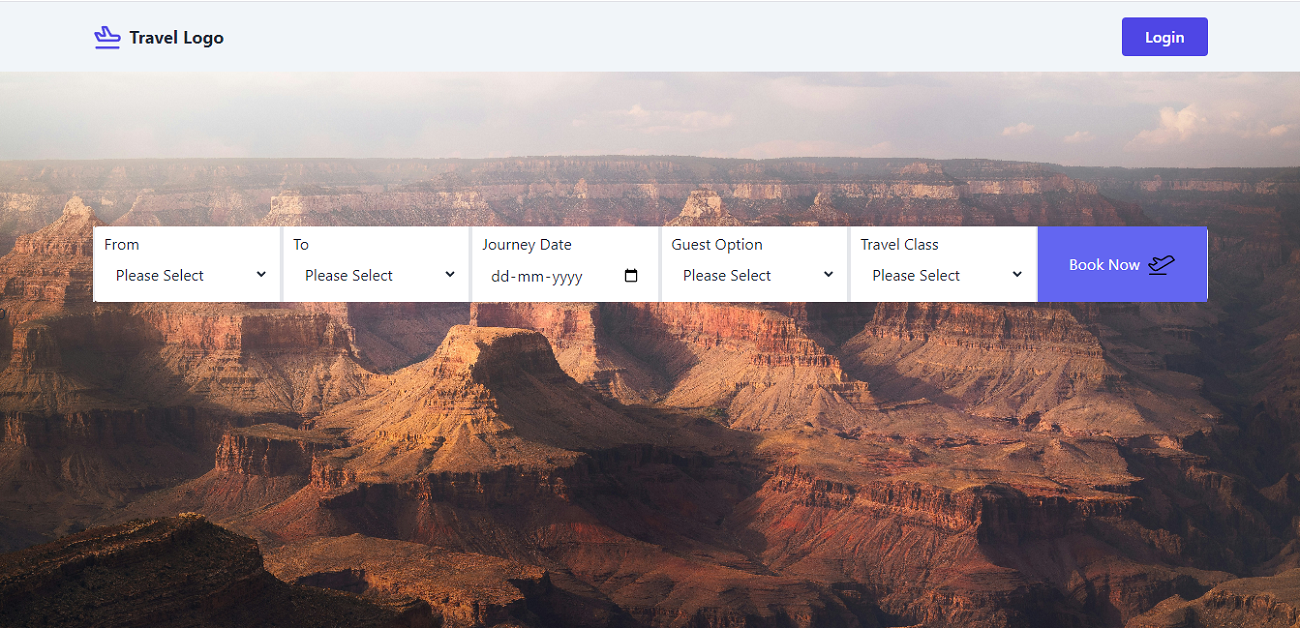 Travel Logo
Login
From
Please Select
To
Please Select
Journey Date
dd-mm-yyyy
Guest Option
Please Select
Travel Class
Please Select
Book Now